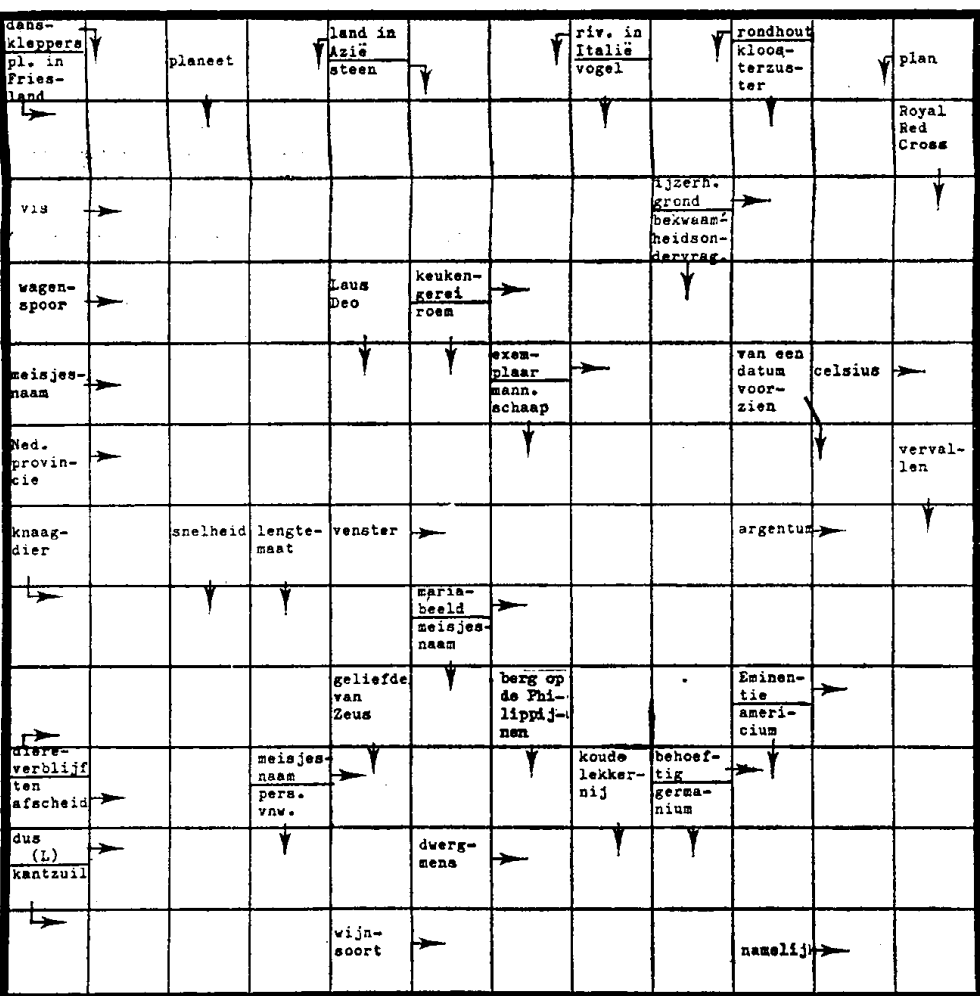 dans-
kleppers
pl. in
Fries-
land
planeet
land in
Azië
steen
riv. in
Italië
vogel
rondhout
klooq-
terzus-
ter
plan
Royal
Red
Cross
vis
ijzerh.
grond
bekwaam-
heidson-
dervrag.
wagen-
spoor
Laus
Deo
keuken-
gerei
roem
meisjes-
naam
exem-
plaar
mann.
schaap
van een
datum
voor-
zien
celsius
Ned.
provin-
cie
verval-
len
knaag-
dier
snelheid
lengte-
maat
venster
argentum
maria-
beeld
meisjes-
naam
geliefde
van
Zeus
berg op
de Phi-
lippij-
nen
Eminen-
tie
ameri-
cium
diere-
verblijf
ten
afscheid
meisjes-
naam
pers.
vnw.
koude
lekker-
nij
behoef-
tig
germa-
nium
dus
(L)
kantzuil
dwerg-
mens
wijn-
soort
namelijk